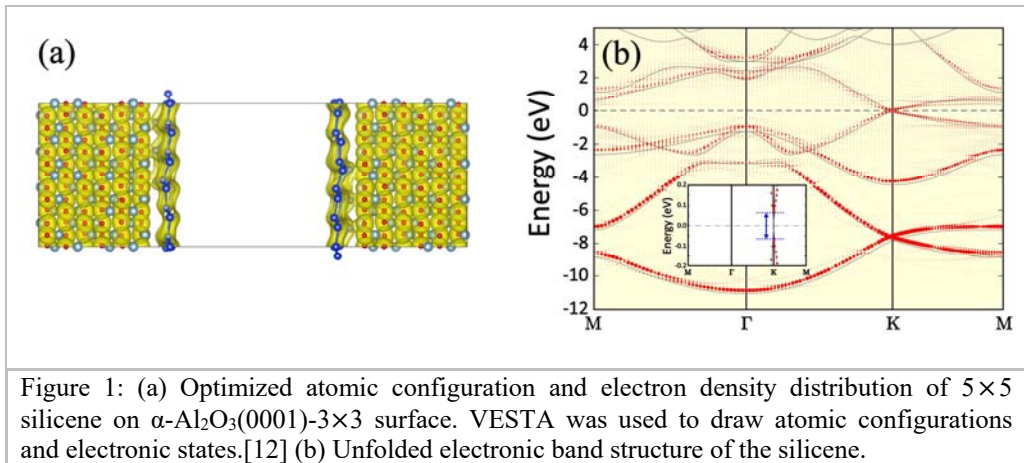 (a)
(b)
Energy (eV)
4
2
0
-2
-4
-6
-8
-10
-12
M
Γ
K
M
Energy (eV)
0.2
0.1
0.0
-0.1
-0.2
M
Γ
K
M
Figure 1: (a) Optimized atomic configuration and electron density distribution of 5×5
silicene on α-Al₂O₃(0001)-3×3 surface. VESTA was used to draw atomic configurations
and electronic states.[12] (b) Unfolded electronic band structure of the silicene.